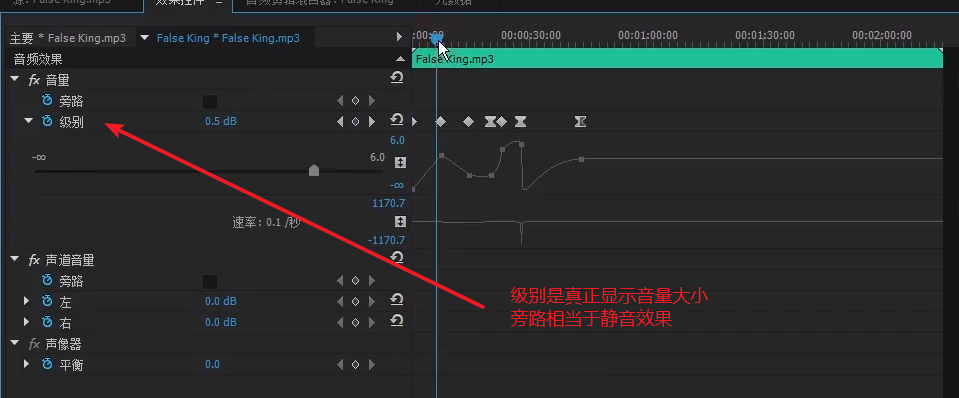 源: False King.mp3
效果控件
音频剪辑混合器: False King
元数据
主要 * False King.mp3
False King * False King.mp3
:00:00
00:00:30:00
00:01:00:00
00:01:30:00
00:02:00:00
音频效果
False King.mp3
fx 音量
旁路
级别
0.5 dB
6.0
-∞
6.0
-∞
1170.7
速率: 0.1 /秒
-1170.7
fx 声道音量
旁路
级别是真正显示音量大小
左
0.0 dB
旁路相当于静音效果
右
0.0 dB
fx 声像器
平衡
0.0